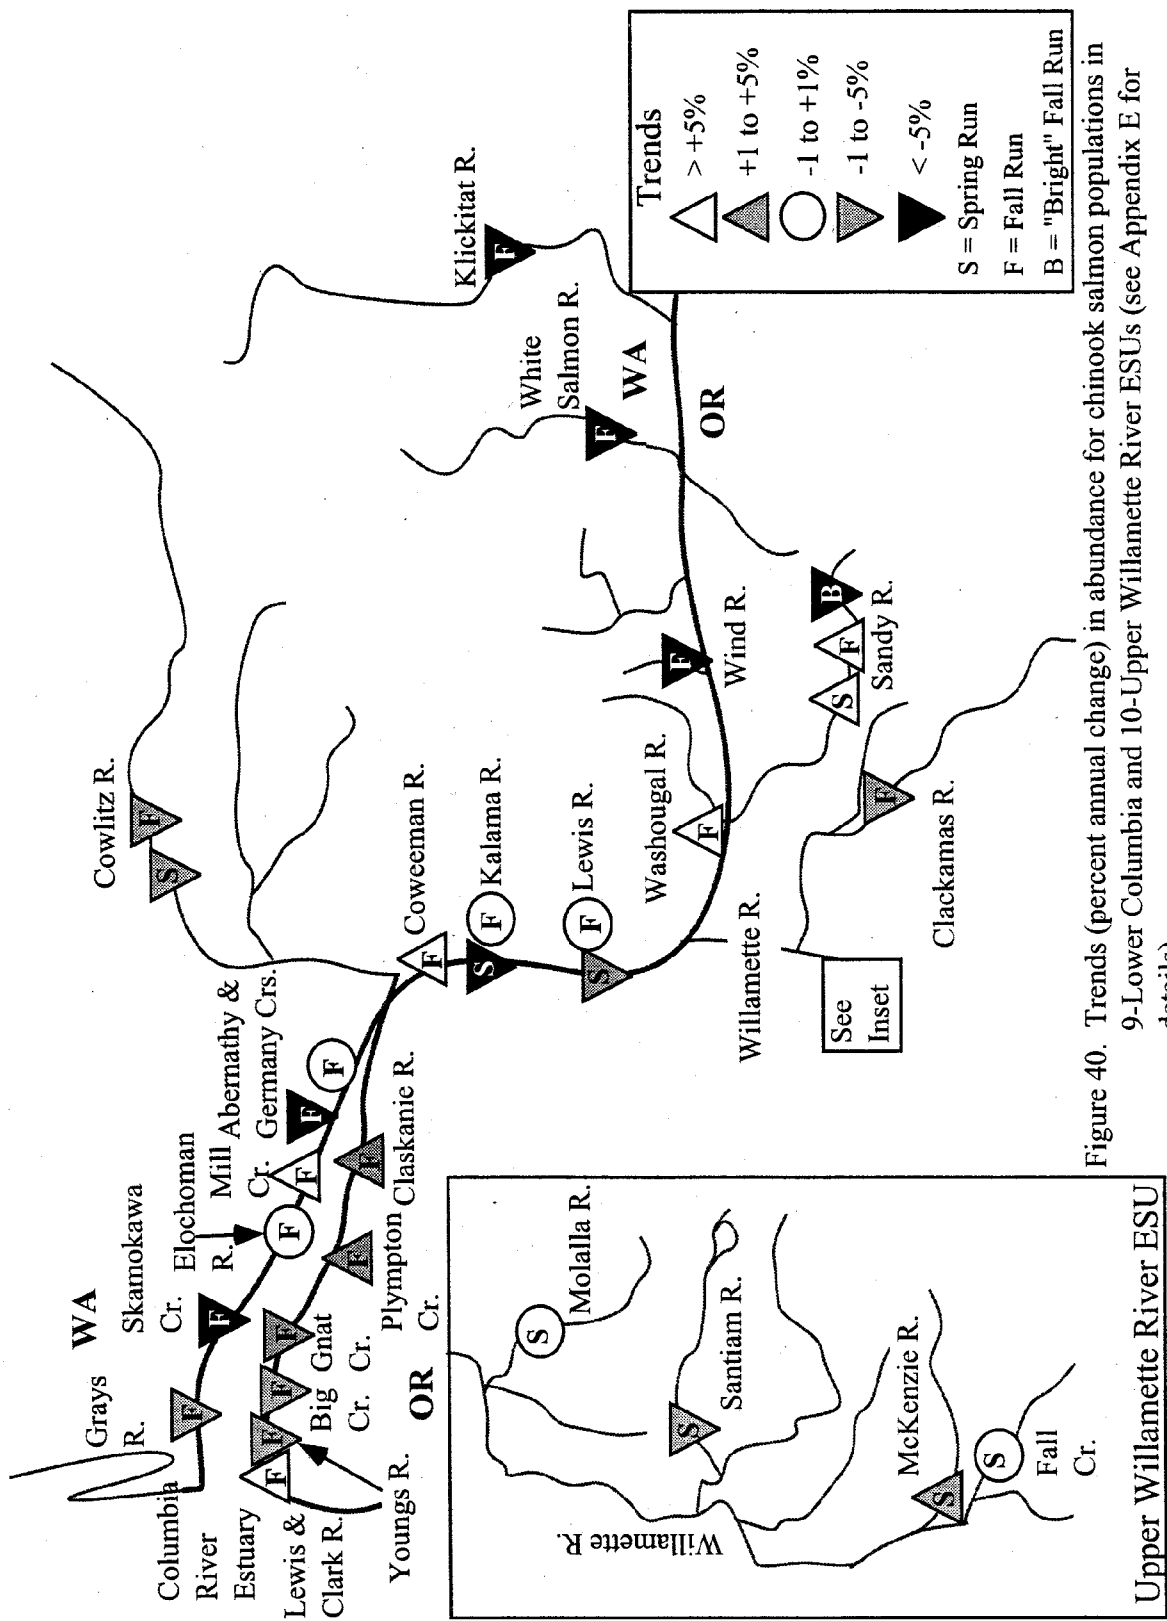 Columbia
River
Estuary
Grays
R.
WA
Skamokawa
Cr.
Elochoman
R.
Mill
Cr.
Abernathy &
Germany Crs.
Cowlitz R.
Coweeman R.
Kalama R.
Lewis R.
Washougal R.
Wind R.
White
Salmon R.
Klickitat R.
WA
OR
Lewis &
Clark R.
Youngs R.
Big
Cr.
Gnat
Cr.
Plympton
Cr.
Claskanie R.
OR
Willamette R.
See
Inset
Clackamas R.
Sandy R.
F
F
F
F
F
F
F
F
F
F
F
F
F
S
F
F
S
F
S
F
F
F
F
F
S
F
B
F
Trends
> +5%
+1 to +5%
-1 to +1%
-1 to -5%
< -5%
S = Spring Run
F = Fall Run
B = "Bright" Fall Run
Willamette R.
Molalla R.
Santiam R.
McKenzie R.
Fall
Cr.
S
S
S
S
Upper Willamette River ESU
Figure 40. Trends (percent annual change) in abundance for chinook salmon populations in
9-Lower Columbia and 10-Upper Willamette River ESUs (see Appendix E for
details)